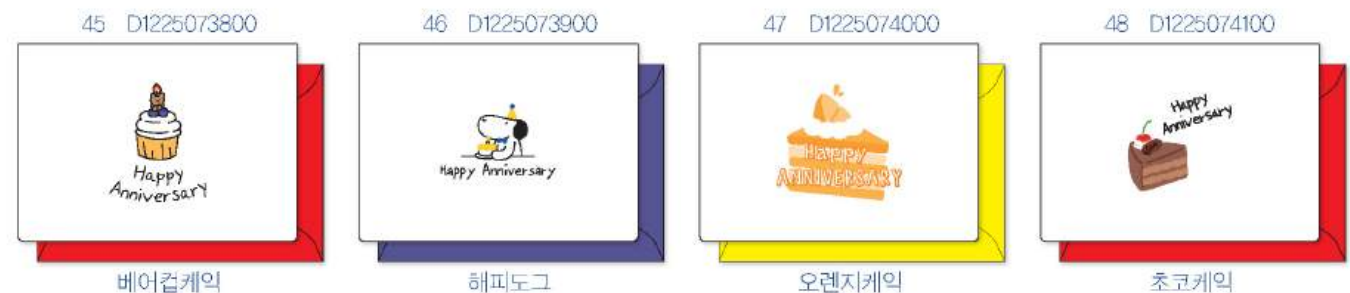 45 D1225073800
46 D1225073900
47 D1225074000
48 D1225074100
Happy
Anniversary
Happy Anniversary
Happy
ANNIVERSARY
Happy
Anniversary
베어컵케익
해피도그
오렌지케익
초코케익